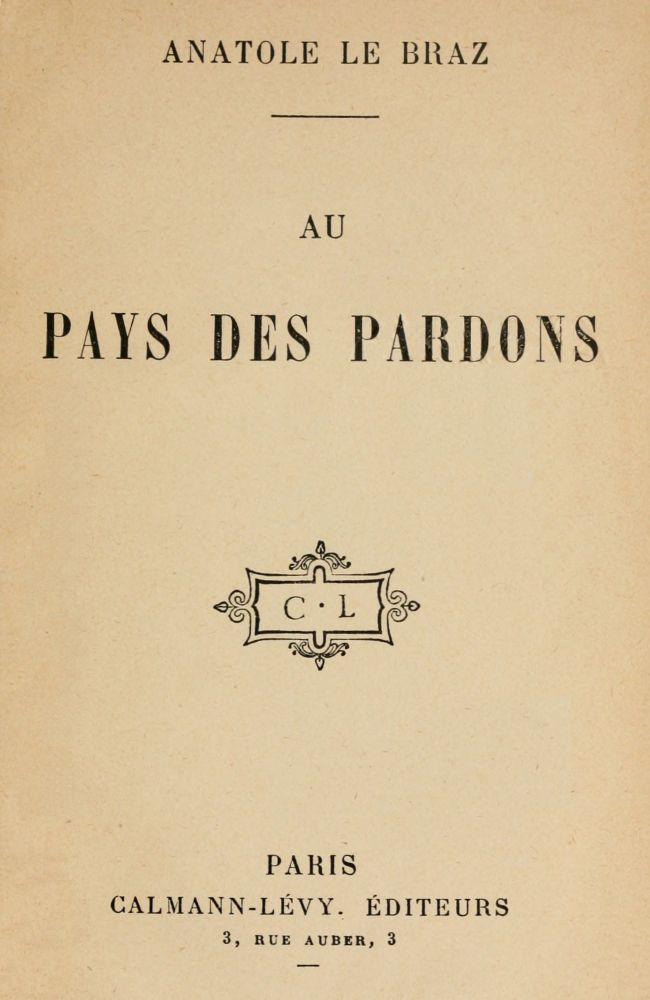 ANATOLE LE BRAZ
AU
PAYS DES PARDONS
C · L
PARIS
CALMANN-LÉVY. ÉDITEURS
3, RUE AUBER, 3